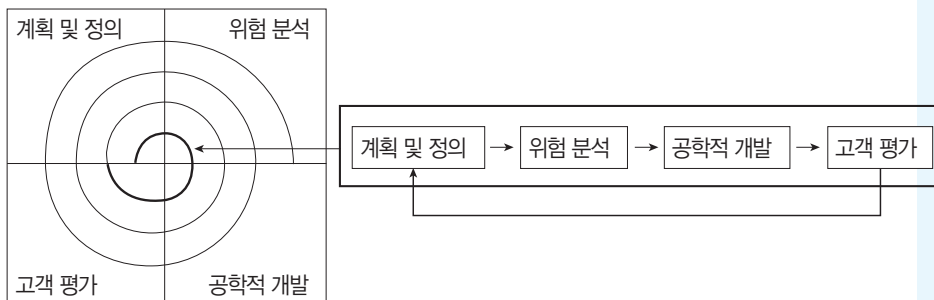 계획 및 정의 위험 분석
계획 및 정의 위험 분석 공학적 개발 고객 평가
고객 평가 공학적 개발